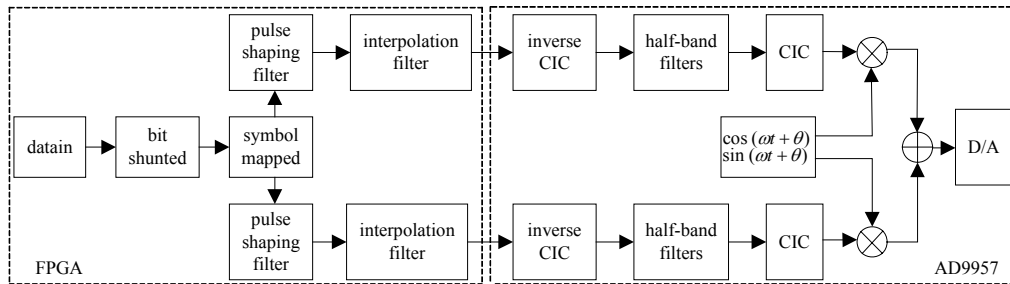 pulse
shaping
filter
interpolation
filter
inverse
CIC
half-band
filters
CIC
datain
bit
shunted
symbol
mapped
cos (ωt + θ)
sin (ωt + θ)
D/A
pulse
shaping
filter
interpolation
filter
inverse
CIC
half-band
filters
CIC
FPGA
AD9957